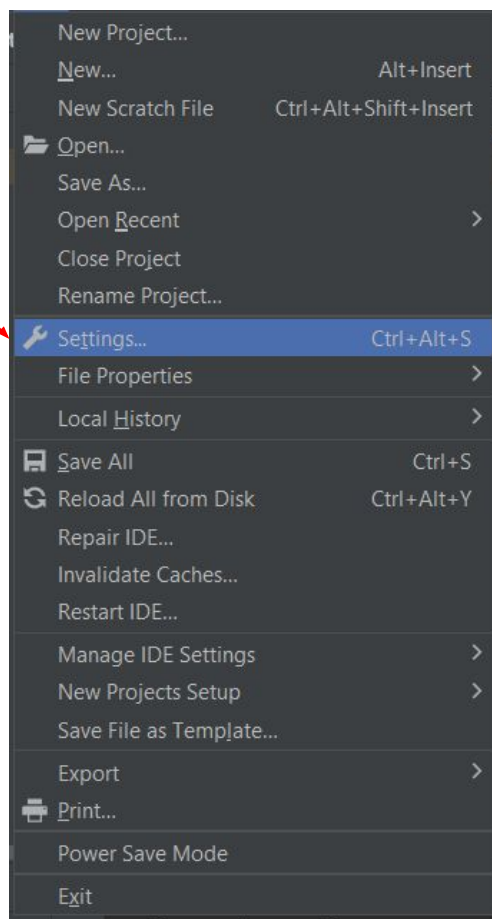 New Project...
New... Alt+Insert
New Scratch File Ctrl+Alt+Shift+Insert
Open...
Save As...
Open Recent
Close Project
Rename Project...
Settings... Ctrl+Alt+S
File Properties
Local History
Save All Ctrl+S
Reload All from Disk Ctrl+Alt+Y
Repair IDE...
Invalidate Caches...
Restart IDE...
Manage IDE Settings
New Projects Setup
Save File as Template...
Export
Print...
Power Save Mode
Exit